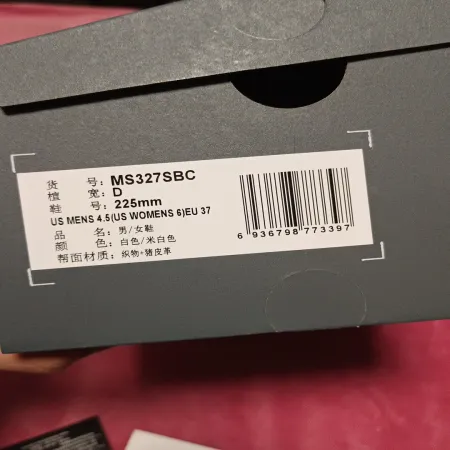 货 号: MS327SBC
楦 宽: D
鞋 号: 225mm
US MENS 4.5(US WOMENS 6)EU 37
品 名: 男/女鞋
颜 色: 白色/米白色
帮面材质: 织物+猪皮革
6 936798 773397